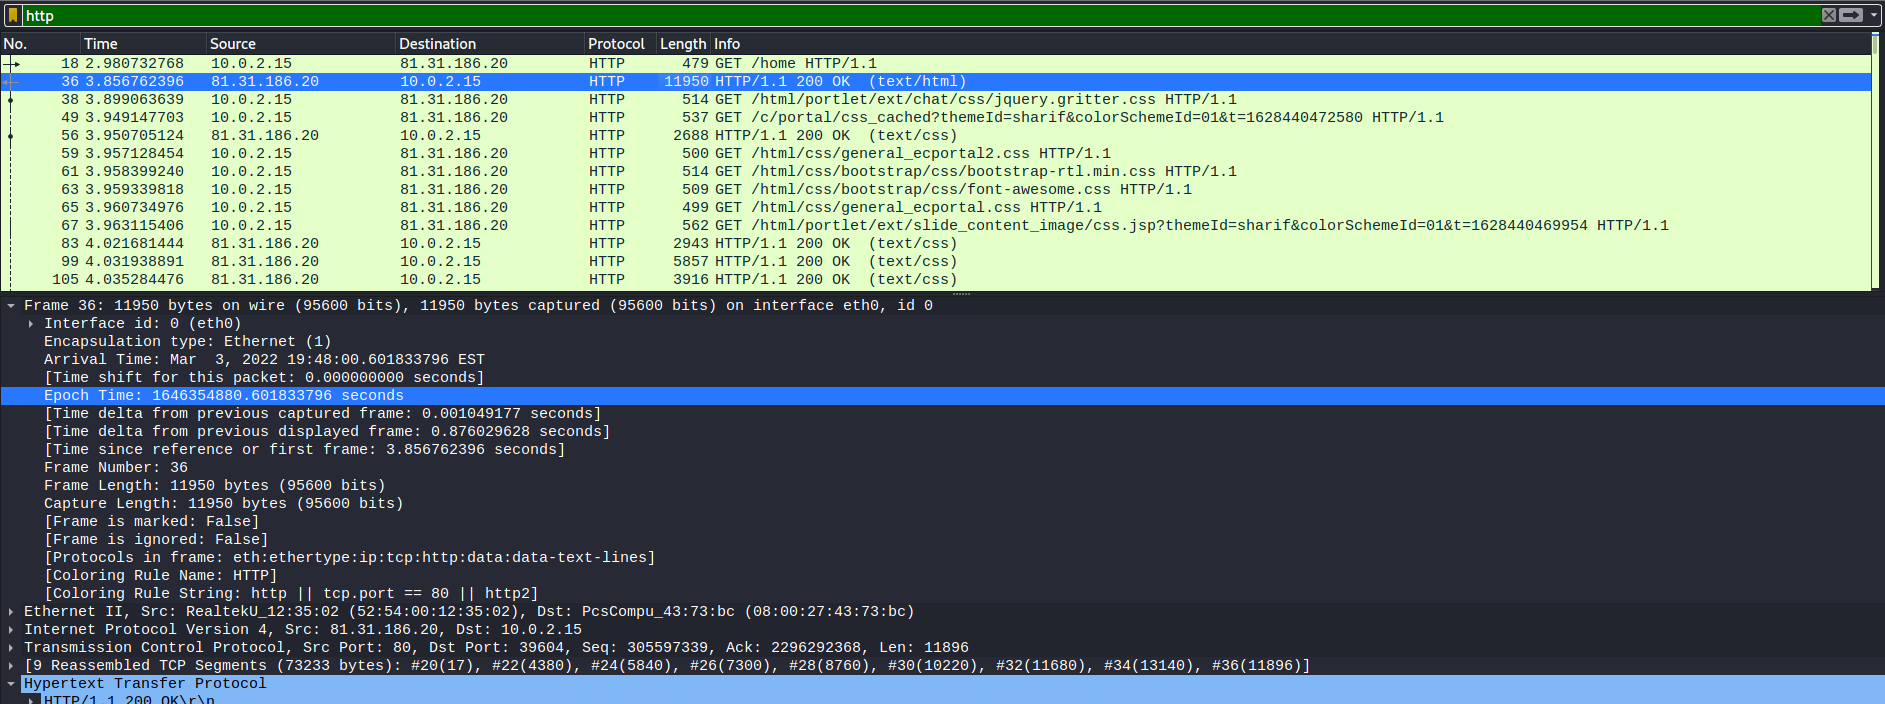 http
No. Time Source Destination Protocol Length Info
18 2.980732768 10.0.2.15 81.31.186.20 HTTP 479 GET /home HTTP/1.1
36 3.856762396 81.31.186.20 10.0.2.15 HTTP 11950 HTTP/1.1 200 OK (text/html)
38 3.899063639 10.0.2.15 81.31.186.20 HTTP 514 GET /html/portlet/ext/chat/css/jquery.gritter.css HTTP/1.1
49 3.949147703 10.0.2.15 81.31.186.20 HTTP 537 GET /c/portal/css_cached?themeId=sharif&colorSchemeId=01&t=1628440472580 HTTP/1.1
56 3.950705124 81.31.186.20 10.0.2.15 HTTP 2688 HTTP/1.1 200 OK (text/css)
59 3.957128454 10.0.2.15 81.31.186.20 HTTP 500 GET /html/css/general_ecportal2.css HTTP/1.1
61 3.958399240 10.0.2.15 81.31.186.20 HTTP 514 GET /html/css/bootstrap/css/bootstrap-rtl.min.css HTTP/1.1
63 3.959339818 10.0.2.15 81.31.186.20 HTTP 509 GET /html/css/bootstrap/css/font-awesome.css HTTP/1.1
65 3.960734976 10.0.2.15 81.31.186.20 HTTP 499 GET /html/css/general_ecportal.css HTTP/1.1
67 3.963115406 10.0.2.15 81.31.186.20 HTTP 562 GET /html/portlet/ext/slide_content_image/css.jsp?themeId=sharif&colorSchemeId=01&t=1628440469954 HTTP/1.1
83 4.021681444 81.31.186.20 10.0.2.15 HTTP 2943 HTTP/1.1 200 OK (text/css)
99 4.031938891 81.31.186.20 10.0.2.15 HTTP 5857 HTTP/1.1 200 OK (text/css)
105 4.035284476 81.31.186.20 10.0.2.15 HTTP 3916 HTTP/1.1 200 OK (text/css)
Frame 36: 11950 bytes on wire (95600 bits), 11950 bytes captured (95600 bits) on interface eth0, id 0
Interface id: 0 (eth0)
Encapsulation type: Ethernet (1)
Arrival Time: Mar 3, 2022 19:48:00.601833796 EST
[Time shift for this packet: 0.000000000 seconds]
Epoch Time: 1646354880.601833796 seconds
[Time delta from previous captured frame: 0.001049177 seconds]
[Time delta from previous displayed frame: 0.876029628 seconds]
[Time since reference or first frame: 3.856762396 seconds]
Frame Number: 36
Frame Length: 11950 bytes (95600 bits)
Capture Length: 11950 bytes (95600 bits)
[Frame is marked: False]
[Frame is ignored: False]
[Protocols in frame: eth:ethertype:ip:tcp:http:data:data-text-lines]
[Coloring Rule Name: HTTP]
[Coloring Rule String: http || tcp.port == 80 || http2]
Ethernet II, Src: RealtekU_12:35:02 (52:54:00:12:35:02), Dst: PcsCompu_43:73:bc (08:00:27:43:73:bc)
Internet Protocol Version 4, Src: 81.31.186.20, Dst: 10.0.2.15
Transmission Control Protocol, Src Port: 80, Dst Port: 39604, Seq: 305597339, Ack: 2296292368, Len: 11896
[9 Reassembled TCP Segments (73233 bytes): #20(17), #22(4380), #24(5840), #26(7300), #28(8760), #30(10220), #32(11680), #34(13140), #36(11896)]
Hypertext Transfer Protocol
HTTP/1.1 200 OK\r\n